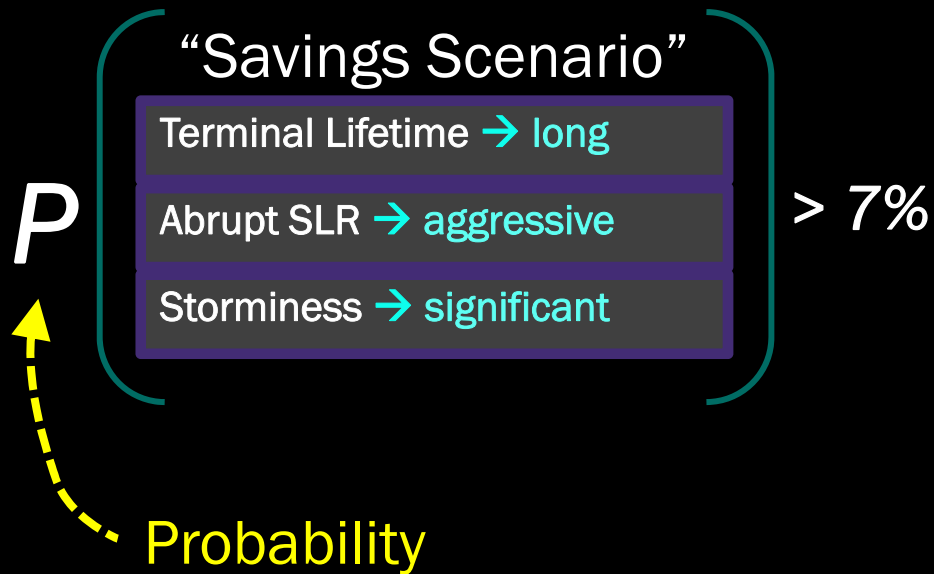 “Savings Scenario”
Terminal Lifetime → long
P
Abrupt SLR → aggressive
> 7%
Storminess → significant
Probability